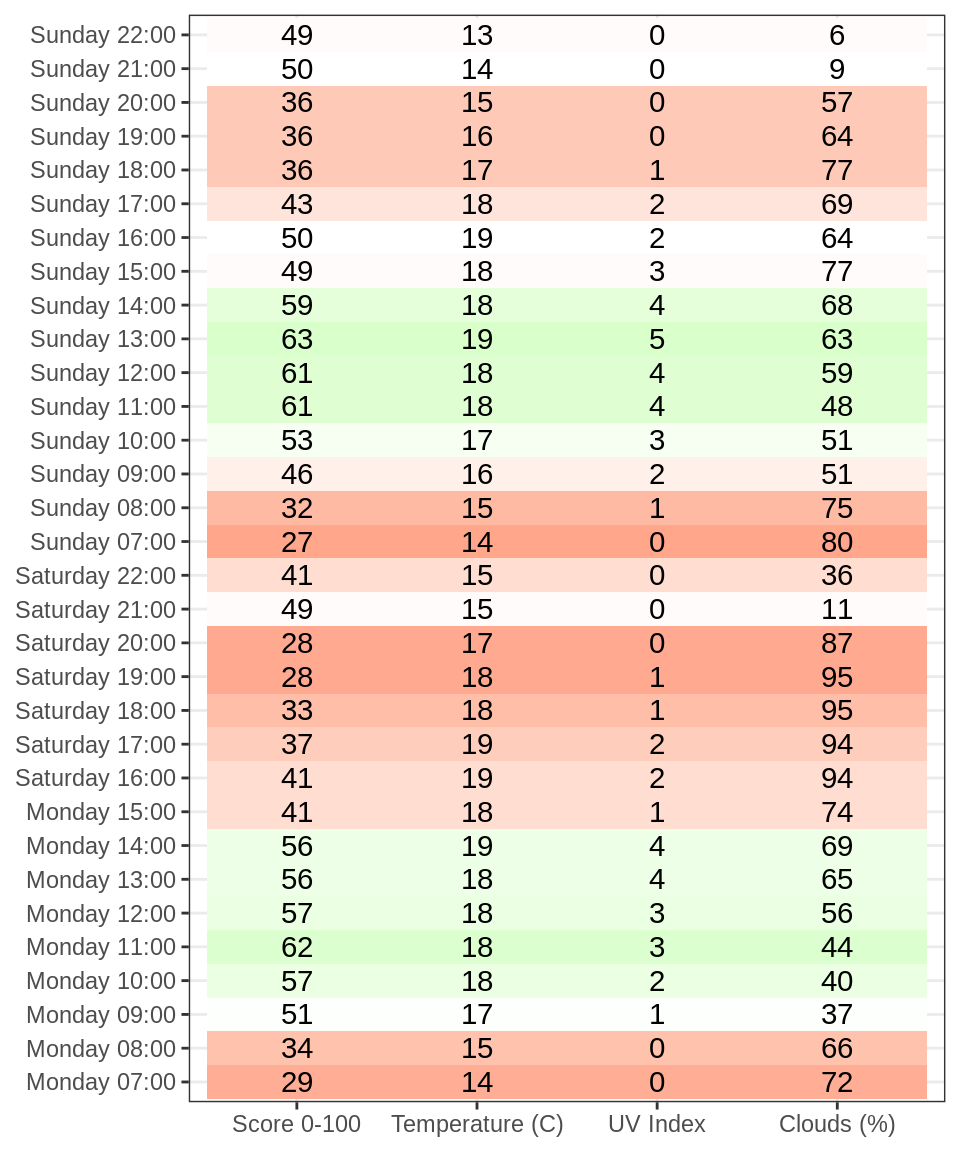 Sunday 22:00 49 13 0 6
Sunday 21:00 50 14 0 9
Sunday 20:00 36 15 0 57
Sunday 19:00 36 16 0 64
Sunday 18:00 36 17 1 77
Sunday 17:00 43 18 2 69
Sunday 16:00 50 19 2 64
Sunday 15:00 49 18 3 77
Sunday 14:00 59 18 4 68
Sunday 13:00 63 19 5 63
Sunday 12:00 61 18 4 59
Sunday 11:00 61 18 4 48
Sunday 10:00 53 17 3 51
Sunday 09:00 46 16 2 51
Sunday 08:00 32 15 1 75
Sunday 07:00 27 14 0 80
Saturday 22:00 41 15 0 36
Saturday 21:00 49 15 0 11
Saturday 20:00 28 17 0 87
Saturday 19:00 28 18 1 95
Saturday 18:00 33 18 1 95
Saturday 17:00 37 19 2 94
Saturday 16:00 41 19 2 94
Monday 15:00 41 18 1 74
Monday 14:00 56 19 4 69
Monday 13:00 56 18 4 65
Monday 12:00 57 18 3 56
Monday 11:00 62 18 3 44
Monday 10:00 57 18 2 40
Monday 09:00 51 17 1 37
Monday 08:00 34 15 0 66
Monday 07:00 29 14 0 72
Score 0-100 Temperature (C) UV Index Clouds (%)